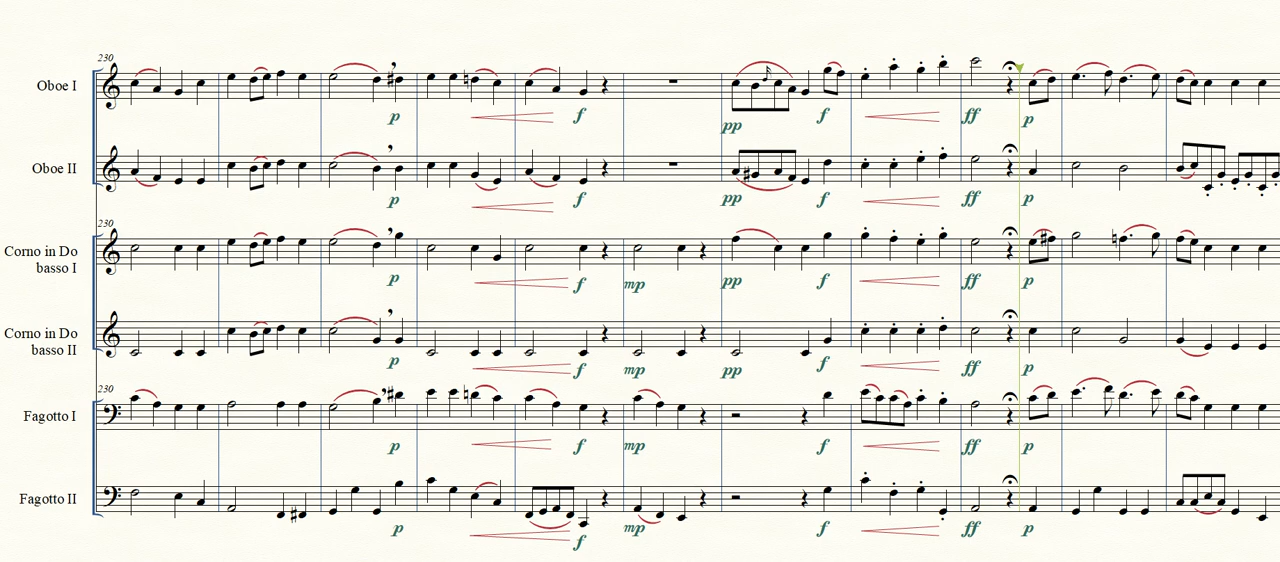 230
Oboe I
p f pp f ff p
Oboe II
p f pp f ff p
230
Corno in Do
basso I
p f mp pp f ff p
Corno in Do
basso II
p f mp pp f ff p
230
Fagotto I
p f mp f ff p
Fagotto II
p f mp f ff p